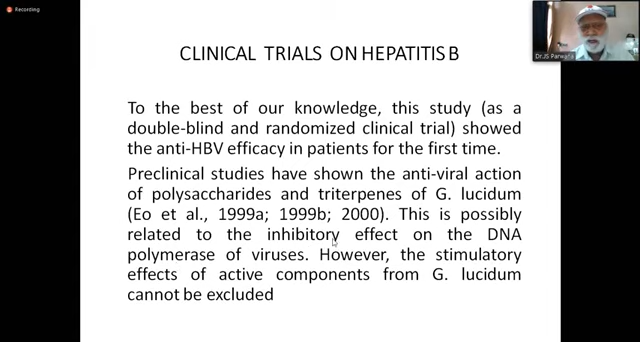 Recording
CLINICAL TRIALS ON HEPATITIS B
To the best of our knowledge, this study (as a
double-blind and randomized clinical trial) showed
the anti-HBV efficacy in patients for the first time.
Preclinical studies have shown the anti-viral action
of polysaccharides and triterpenes of G. lucidum
(Eo et al., 1999a; 1999b; 2000). This is possibly
related to the inhibitory effect on the DNA
polymerase of viruses. However, the stimulatory
effects of active components from G. lucidum
cannot be excluded
Dr.JS